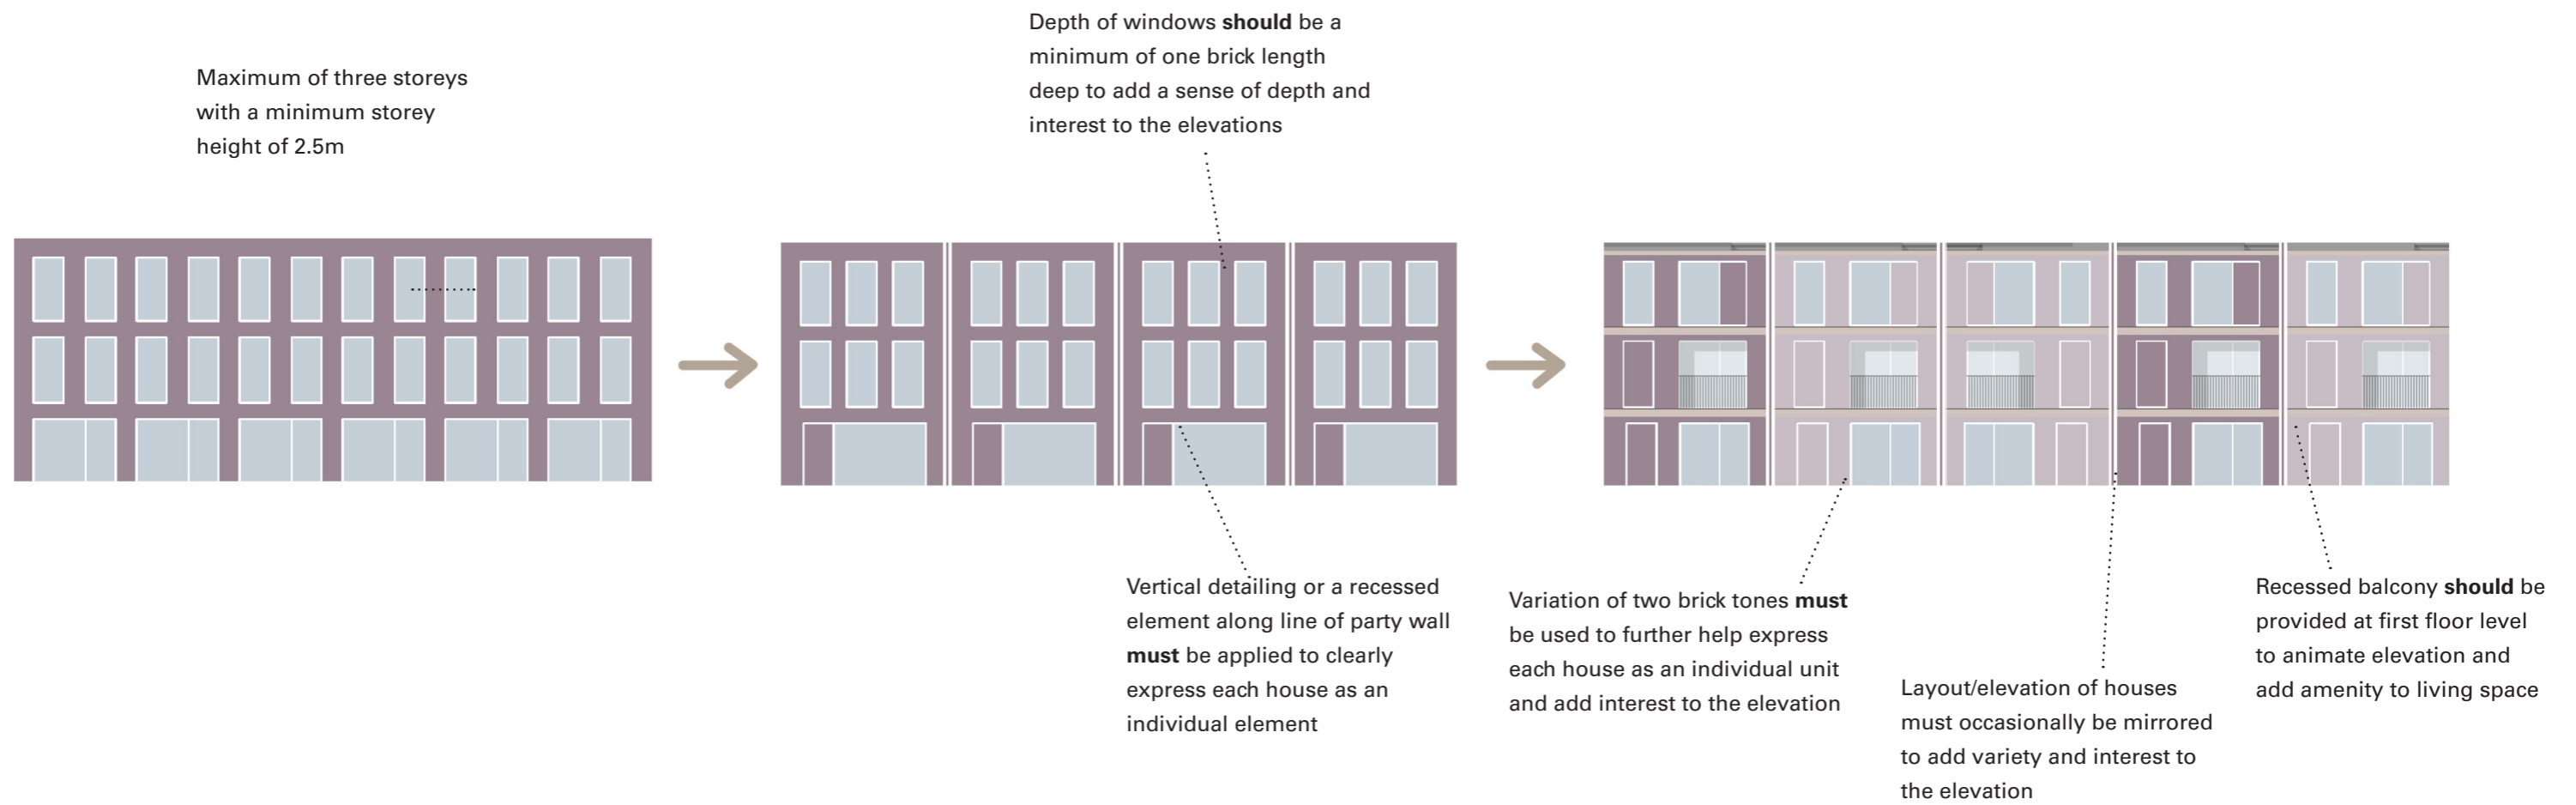 Maximum of three storeys
with a minimum storey
height of 2.5m
Depth of windows should be a
minimum of one brick length
deep to add a sense of depth and
interest to the elevations
Vertical detailing or a recessed
element along line of party wall
must be applied to clearly
express each house as an
individual element
Variation of two brick tones must
be used to further help express
each house as an individual unit
and add interest to the elevation
Layout/elevation of houses
must occasionally be mirrored
to add variety and interest to
the elevation
Recessed balcony should be
provided at first floor level
to animate elevation and
add amenity to living space